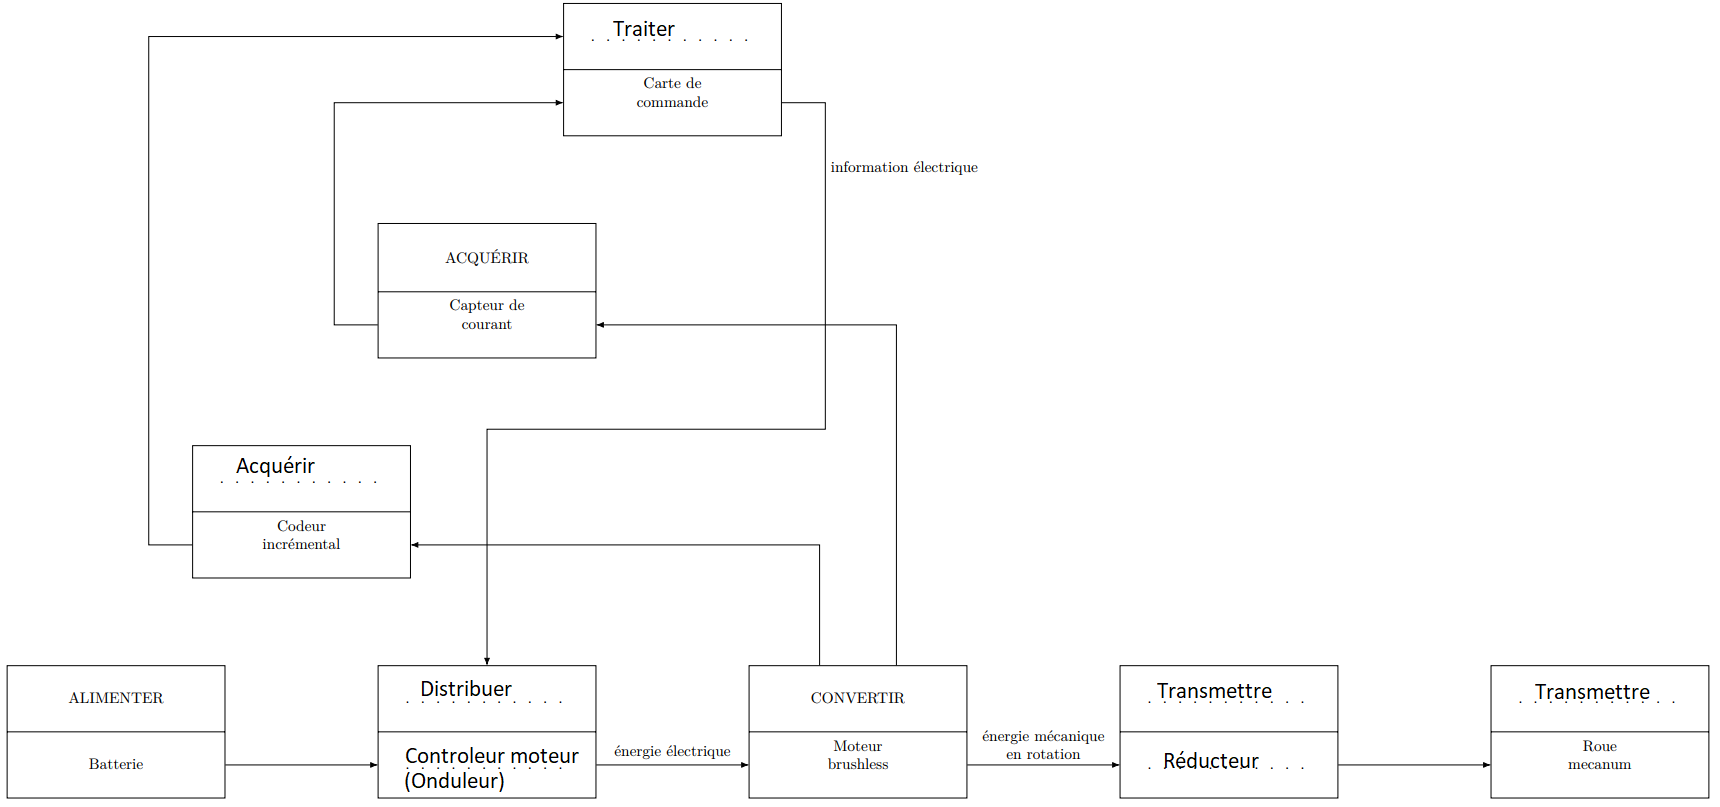 Traiter
. . . . . . . . . . .
Carte de
commande
information électrique
ACQUÉRIR
Capteur de
courant
Acquérir
. . . . . . . . . . .
Codeur
incrémental
ALIMENTER
Batterie
Distribuer
. . . . . . . . . . .
Controleur moteur
(Onduleur)
énergie électrique
CONVERTIR
Moteur
brushless
énergie mécanique
en rotation
Transmettre
. . . . . . . . . . .
Réducteur
Transmettre
. . . . . . . . . . .
Roue
mecanum